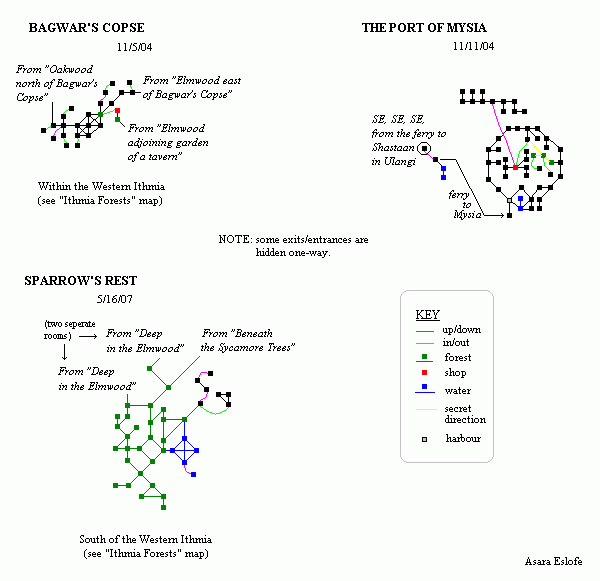 BAGWAR'S COPSE
11/5/04
From "Oakwood
north of Bagwar's
Copse"
From "Elmwood east
of Bagwar's Copse"
From "Elmwood
adjoining garden
of a tavern"
Within the Western Ithmia
(see "Ithmia Forests" map)
THE PORT OF MYSIA
11/11/04
SE, SE, SE,
from the ferry to
Shastaan
in Ulangi
ferry
to
Mysia
NOTE: some exits/entrances are
hidden one-way.
SPARROW'S REST
5/16/07
(two seperate
rooms)
From "Deep
in the Elmwood"
From "Beneath
the Sycamore Trees"
From "Deep
in the Elmwood"
South of the Western Ithmia
(see "Ithmia Forests" map)
KEY
up/down
in/out
forest
shop
water
secret
direction
harbour
Asara Eslofe